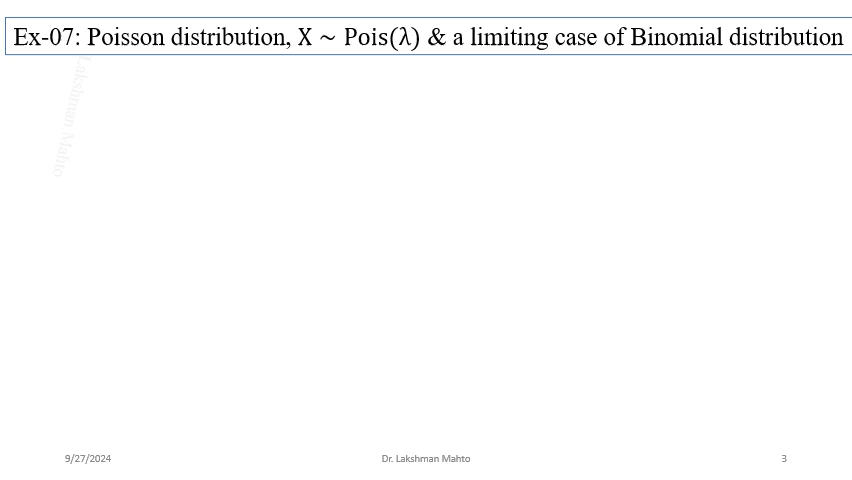 Ex-07: Poisson distribution, X ~ Pois(λ) & a limiting case of Binomial distribution
Lakshman Mahto
9/27/2024
Dr. Lakshman Mahto
3